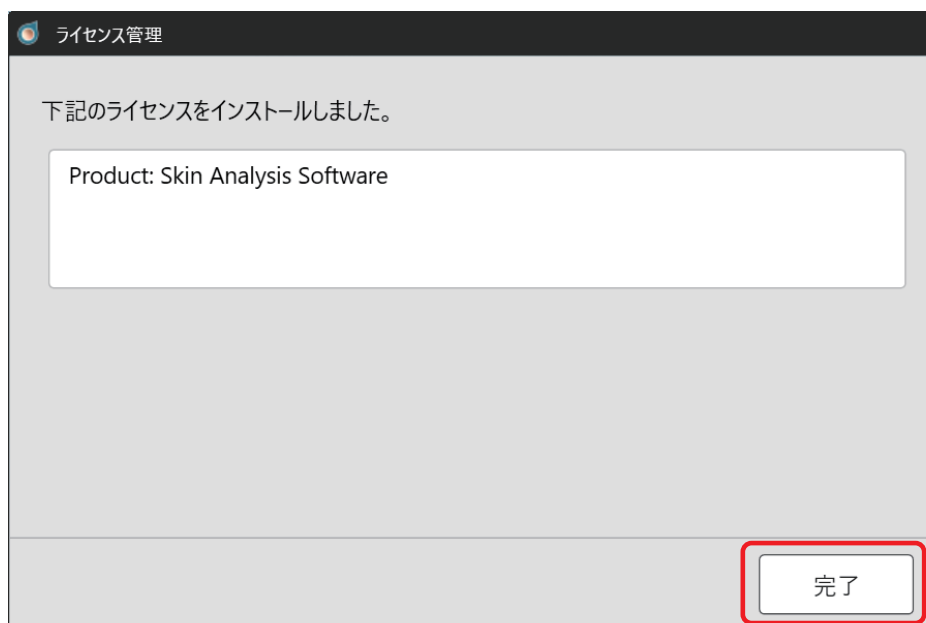 ライセンス管理
下記のライセンスをインストールしました。
Product: Skin Analysis Software
完了